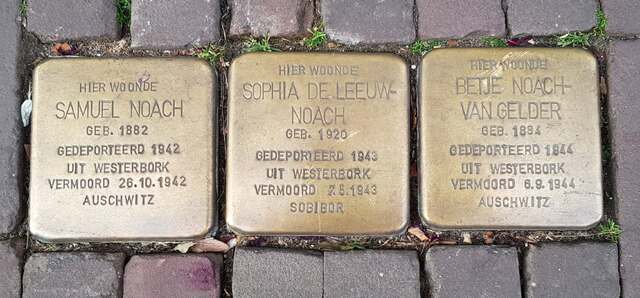 HIER WOONDE
SAMUEL NOACH
GEB. 1882
GEDEPORTEERD 1942
UIT WESTERBORK
VERMOORD 26.10.1942
AUSCHWITZ
HIER WOONDE
SOPHIA DE LEEUW-
NOACH
GEB. 1920
GEDEPORTEERD 1943
UIT WESTERBORK
VERMOORD 7.5.1943
SOBIBOR
HIER WOONDE
BETJE NOACH-
VAN GELDER
GEB. 1884
GEDEPORTEERD 1944
UIT WESTERBORK
VERMOORD 6.9.1944
AUSCHWITZ